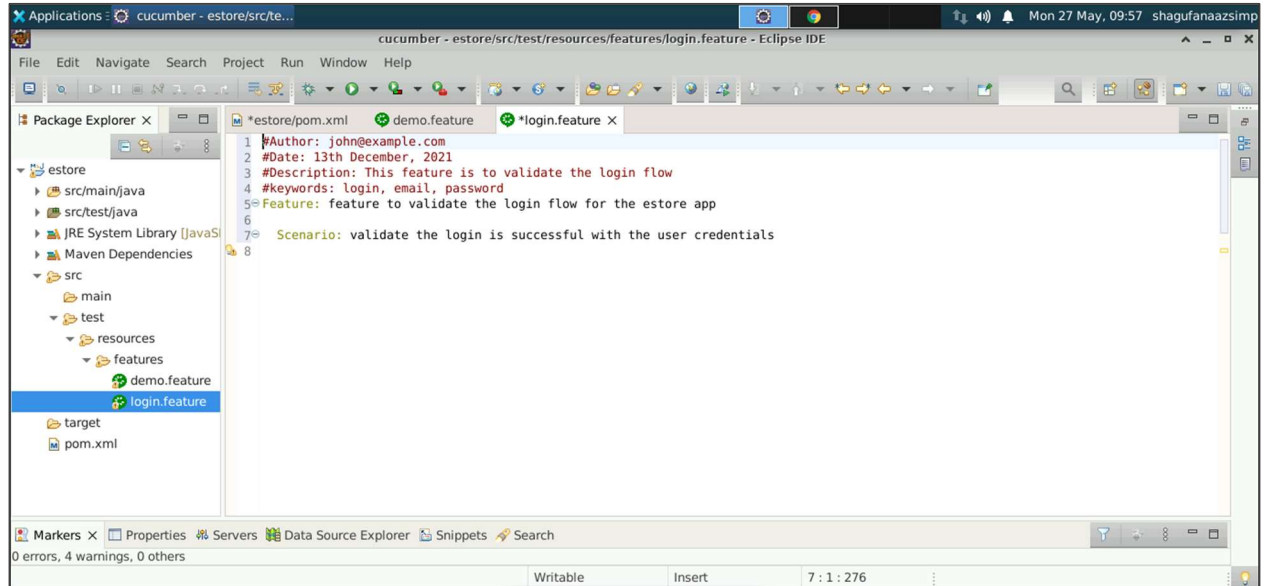 Applications cucumber - estore/src/te... Mon 27 May, 09:57 shagufanaazsimp
cucumber - estore/src/test/resources/features/login.feature - Eclipse IDE
File Edit Navigate Search Project Run Window Help
Package Explorer *estore/pom.xml demo.feature *login.feature
1 #Author: john@example.com
2 #Date: 13th December, 2021
3 #Description: This feature is to validate the login flow
4 #keywords: login, email, password
5 Feature: feature to validate the login flow for the estore app
6
7 Scenario: validate the login is successful with the user credentials
8
estore
src/main/java
src/test/java
JRE System Library [JavaS
Maven Dependencies
src
main
test
resources
features
demo.feature
login.feature
target
pom.xml
Markers Properties Servers Data Source Explorer Snippets Search
0 errors, 4 warnings, 0 others
Writable Insert 7 : 1 : 276